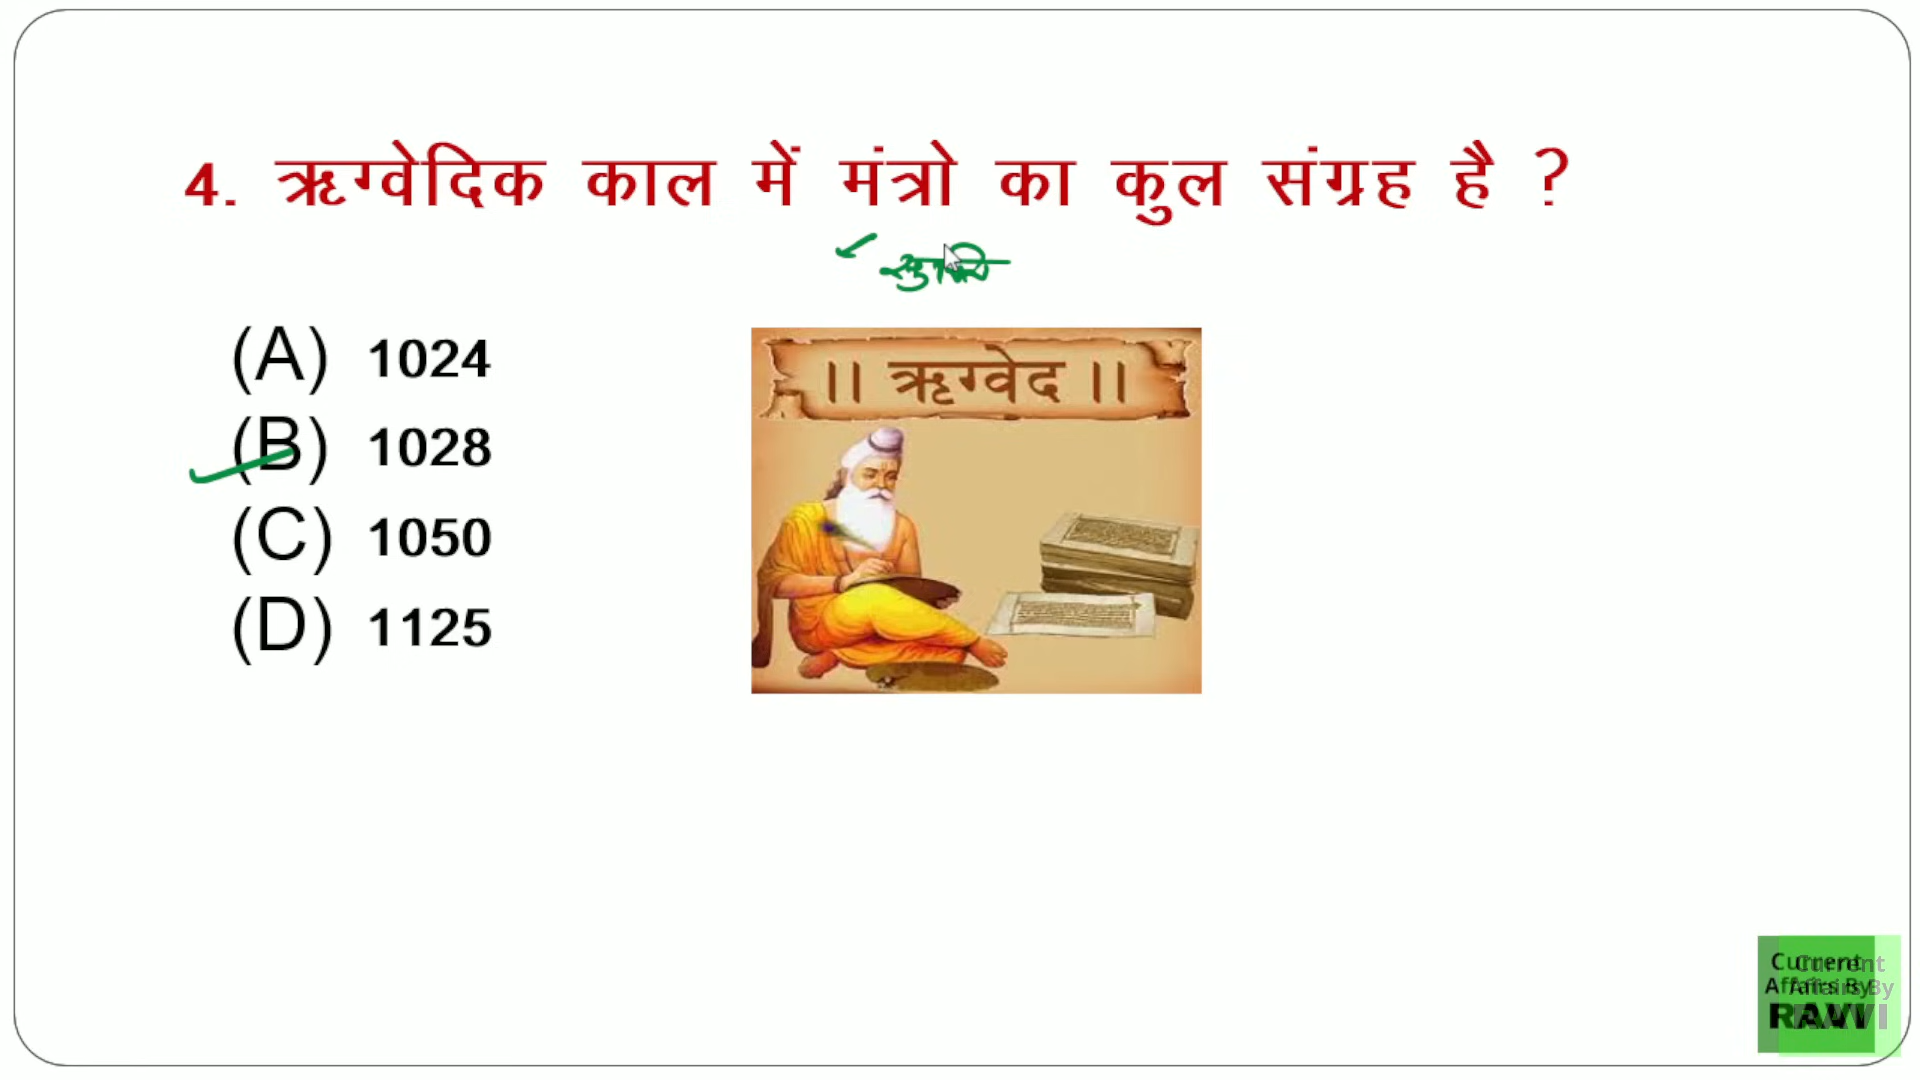 4. ऋग्वेदिक काल में मंत्रो का कुल संग्रह है ?
(A) 1024
(B) 1028
(C) 1050
(D) 1125
।। ऋग्वेद ।।
Current
Affairs By
RAVI